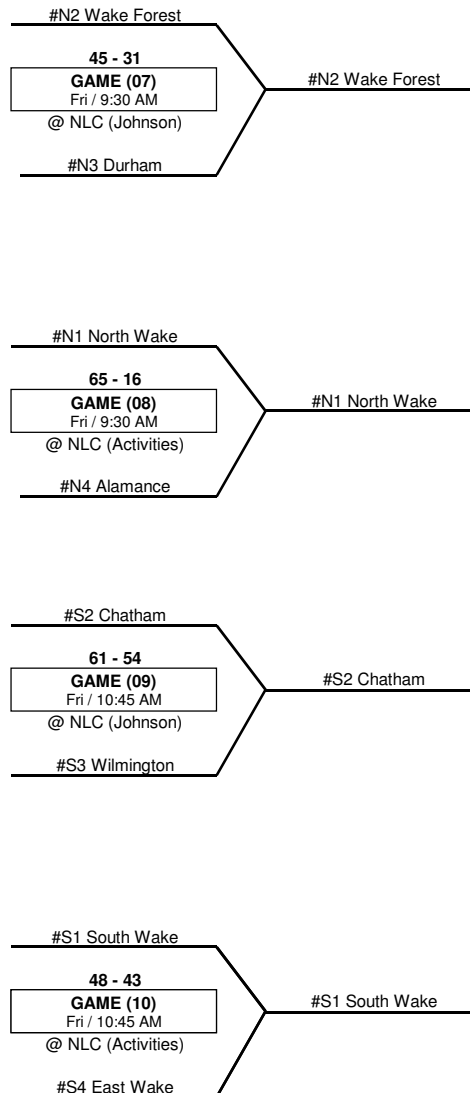 #N2 Wake Forest
45 - 31
GAME (07)
Fri / 9:30 AM
@ NLC (Johnson)
#N3 Durham
#N2 Wake Forest
#N1 North Wake
65 - 16
GAME (08)
Fri / 9:30 AM
@ NLC (Activities)
#N4 Alamance
#N1 North Wake
#S2 Chatham
61 - 54
GAME (09)
Fri / 10:45 AM
@ NLC (Johnson)
#S3 Wilmington
#S2 Chatham
#S1 South Wake
48 - 43
GAME (10)
Fri / 10:45 AM
@ NLC (Activities)
#S4 East Wake
#S1 South Wake